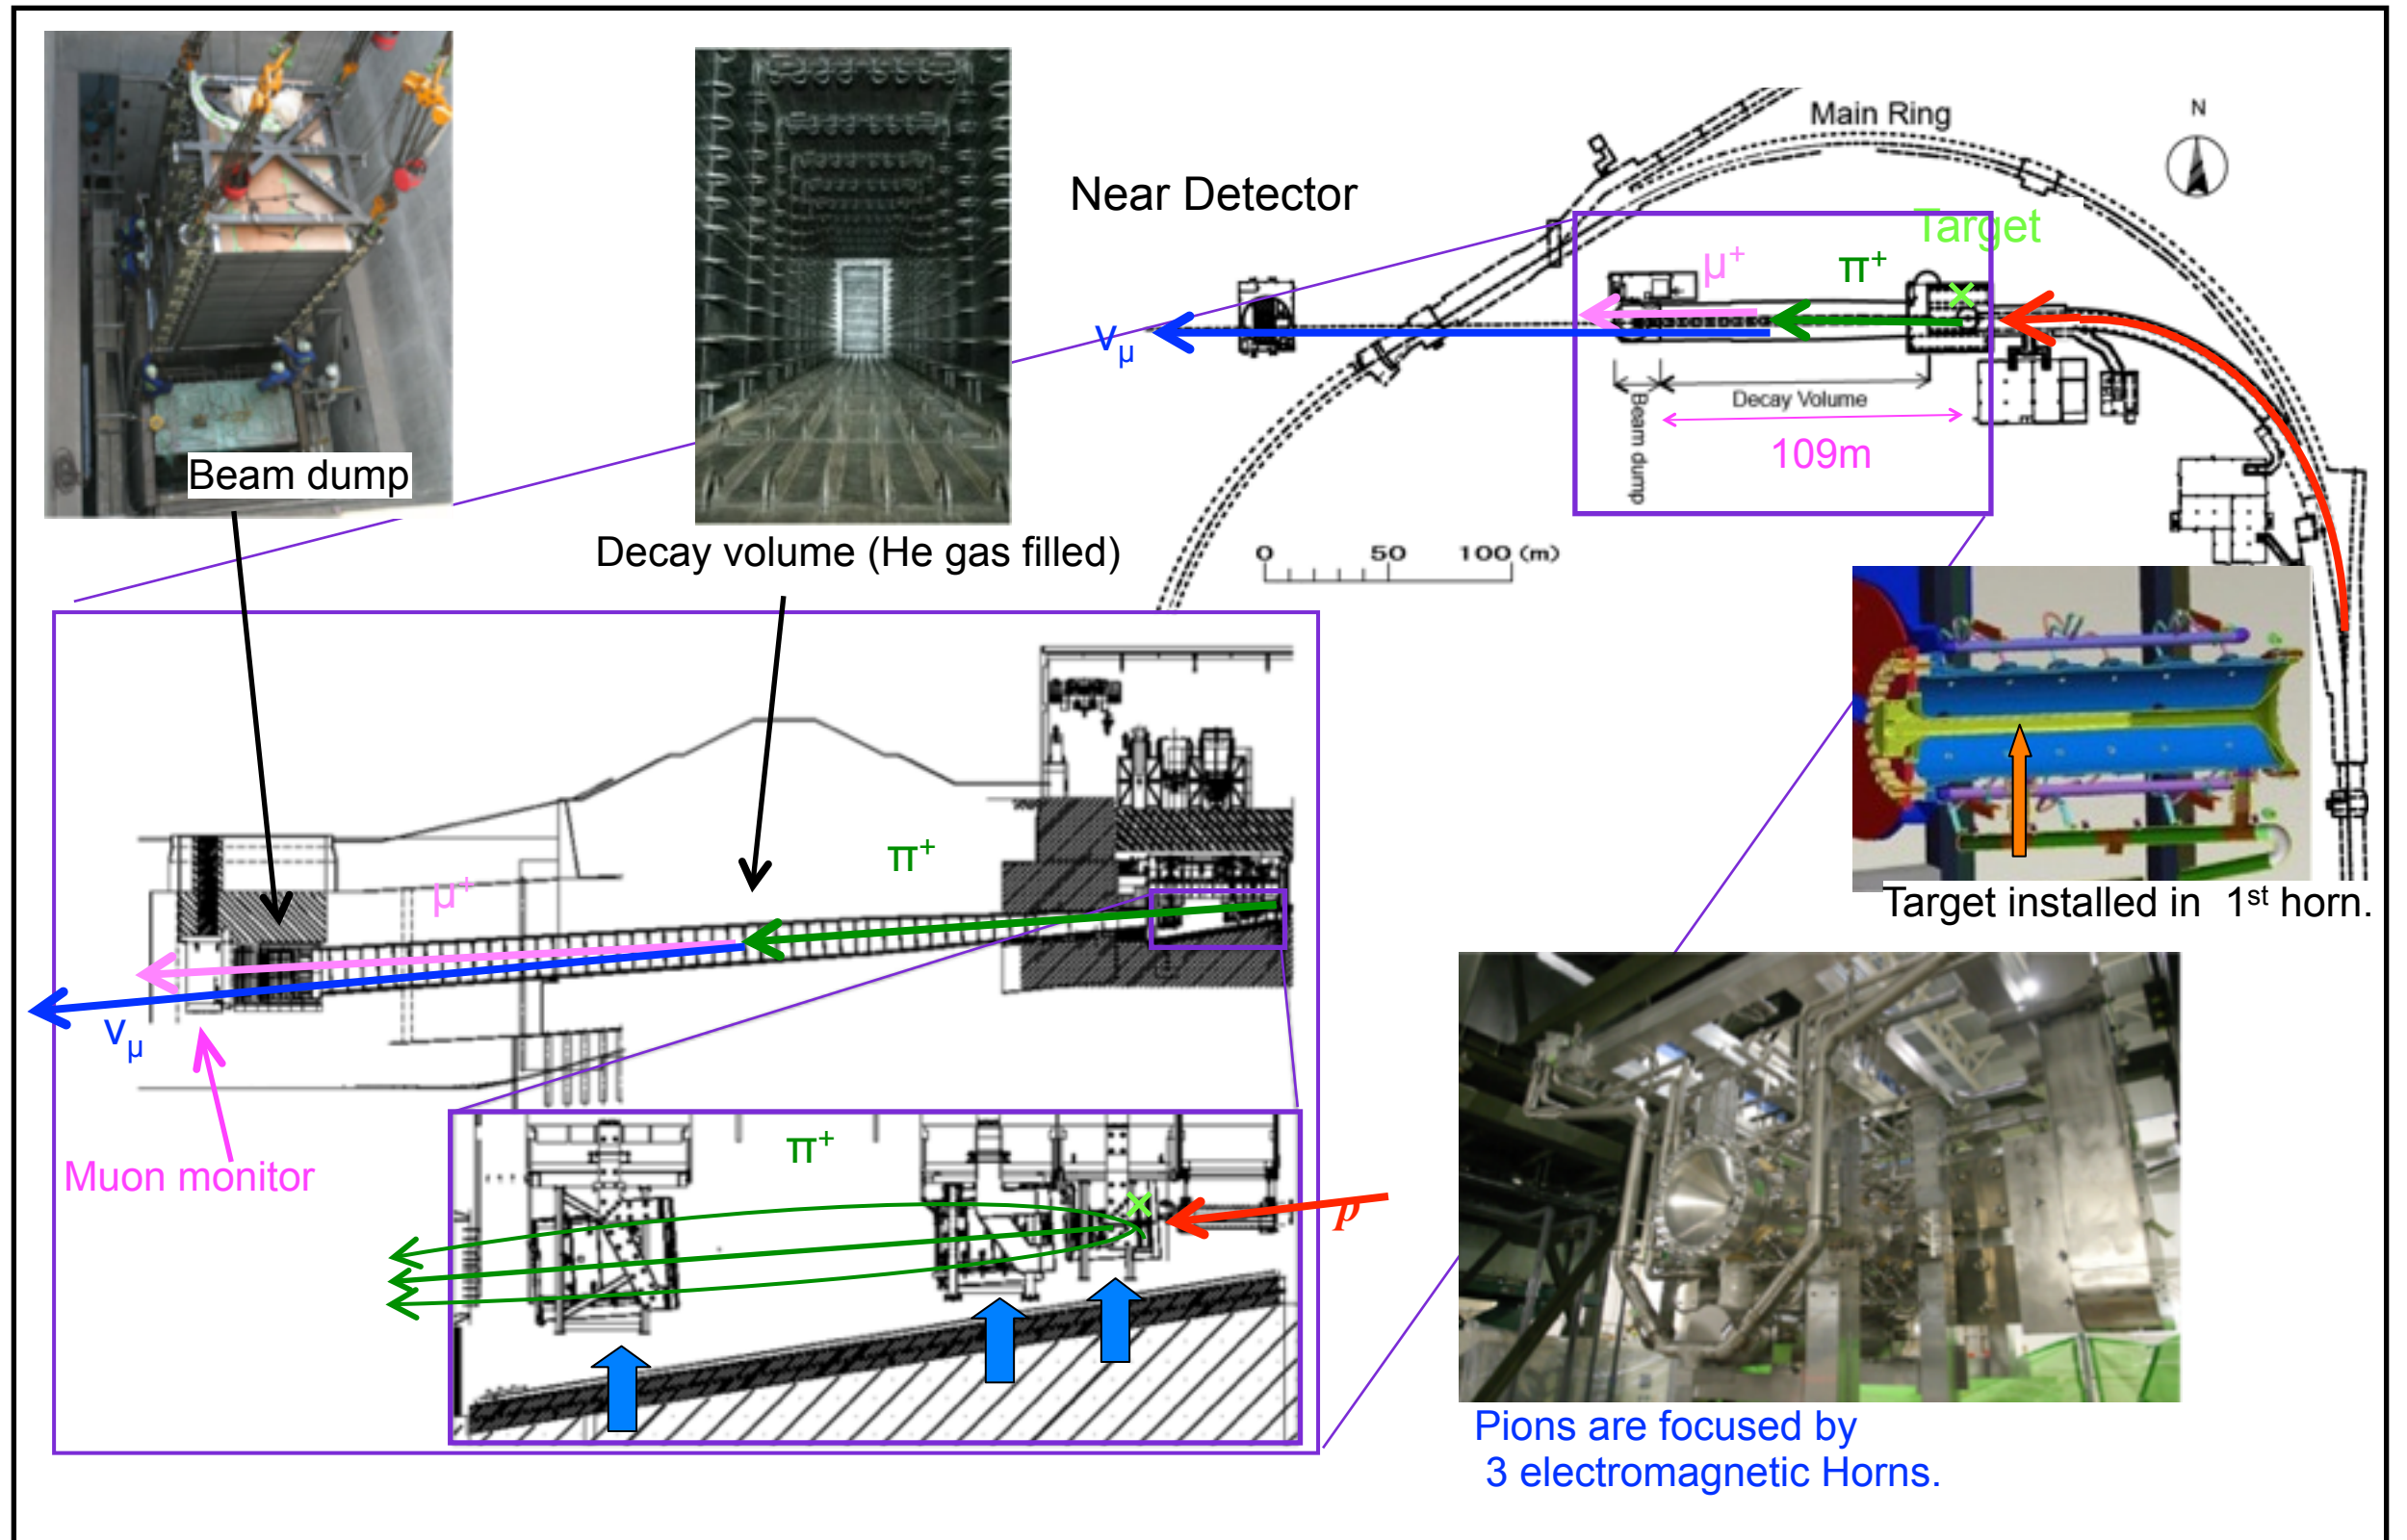 Main Ring
N
Near Detector
Target
μ⁺
π⁺
νμ
Beam dump
Decay Volume
109m
Beam dump
Decay volume (He gas filled)
0 50 100 (m)
Target installed in 1st horn.
π⁺
μ⁺
νμ
Muon monitor
π⁺
p
Pions are focused by
3 electromagnetic Horns.